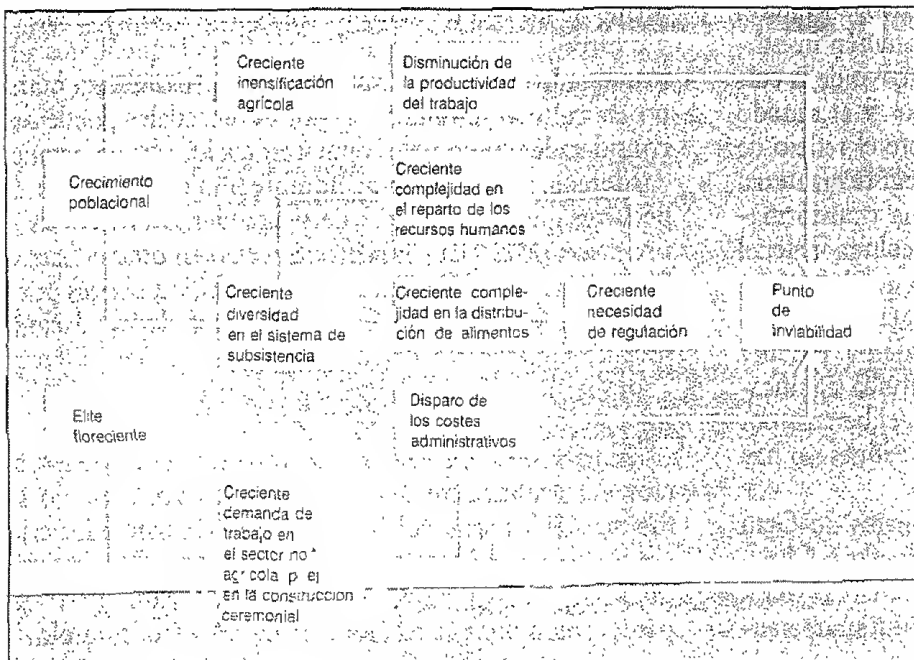 Creciente
inensificación
agrícola
Disminución de
la productividad
del trabajo
Crecimiento
poblacional
Creciente
complejidad en
el reparto de los
recursos humanos
Creciente
diversidad
en el sistema de
subsistencia
Creciente comple-
jidad en la distribu-
ción de alimentos
Creciente
necesidad
de regulación
Punto
de
inviabilidad
Elite
floreciente
Disparo de
los costes
administrativos
Creciente
demanda de
trabajo en
el sector no
agrícola p ej
en la construcción
ceremonial